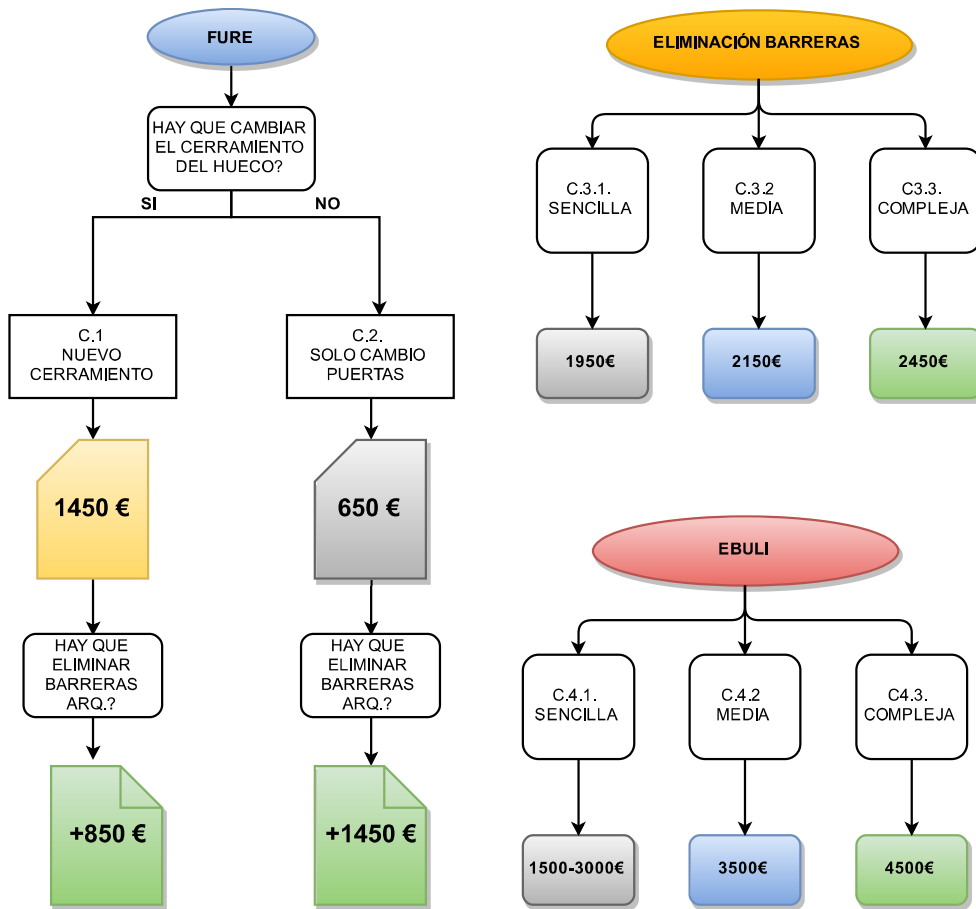 FURE
HAY QUE CAMBIAR
EL CERRAMIENTO
DEL HUECO?
SI
NO
C.1
NUEVO
CERRAMIENTO
C.2.
SOLO CAMBIO
PUERTAS
1450 €
650 €
HAY QUE
ELIMINAR
BARRERAS
ARQ.?
HAY QUE
ELIMINAR
BARRERAS
ARQ.?
+850 €
+1450 €
ELIMINACIÓN BARRERAS
C.3.1.
SENCILLA
C.3.2
MEDIA
C3.3.
COMPLEJA
1950€
2150€
2450€
EBULI
C.4.1.
SENCILLA
C.4.2
MEDIA
C4.3.
COMPLEJA
1500-3000€
3500€
4500€